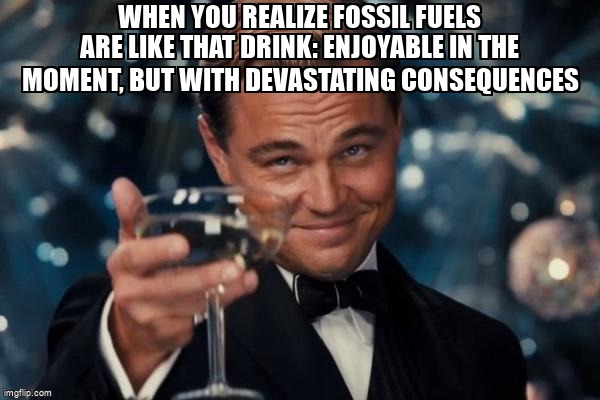 WHEN YOU REALIZE FOSSIL FUELS
ARE LIKE THAT DRINK: ENJOYABLE IN THE
MOMENT, BUT WITH DEVASTATING CONSEQUENCES
imgflip.com